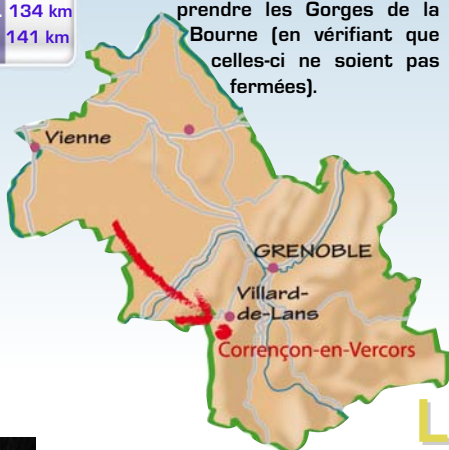 134 km
141 km
prendre les Gorges de la
Bourne (en vérifiant que
celles-ci ne soient pas
fermées).
Vienne
GRENOBLE
Villard-
de-Lans
Corrençon-en-Vercors
L